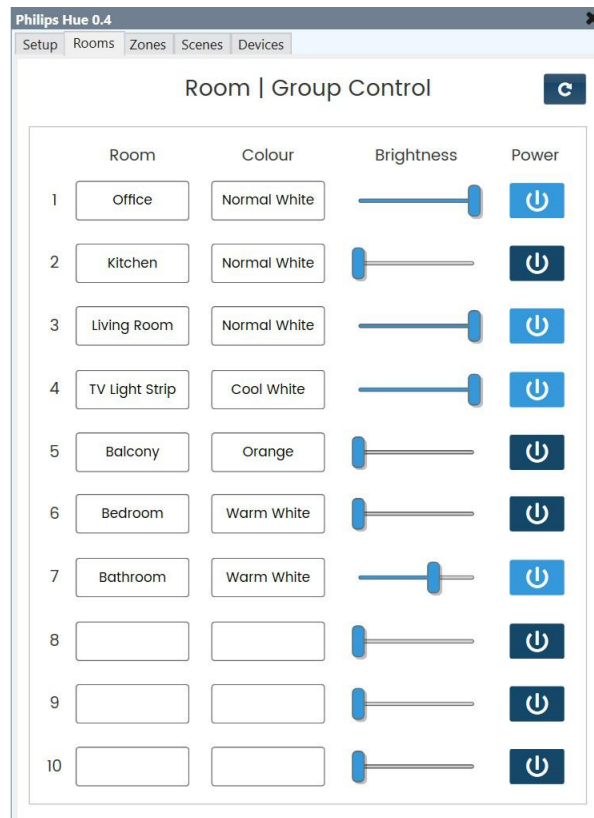 Philips Hue 0.4
Setup Rooms Zones Scenes Devices
Room | Group Control
Room Colour Brightness Power
1 Office Normal White
2 Kitchen Normal White
3 Living Room Normal White
4 TV Light Strip Cool White
5 Balcony Orange
6 Bedroom Warm White
7 Bathroom Warm White
8
9
10